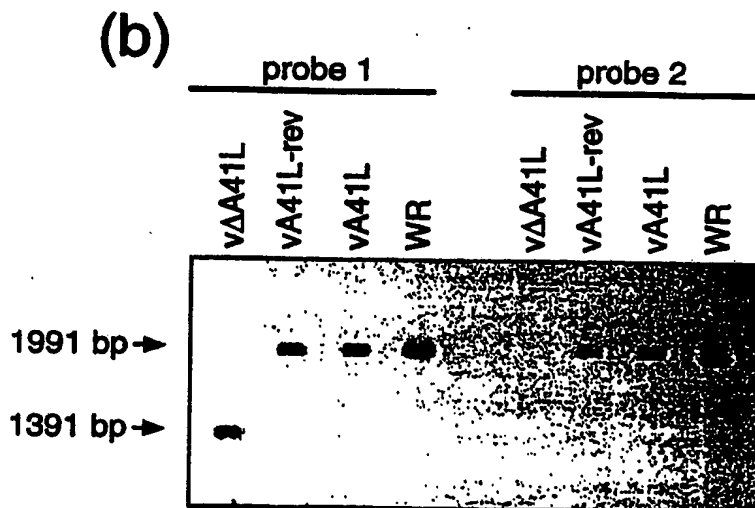 (b)
probe 1
probe 2
vΔA41L
vA41L-rev
vA41L
WR
vΔA41L
vA41L-rev
vA41L
WR
1991 bp→
1391 bp→